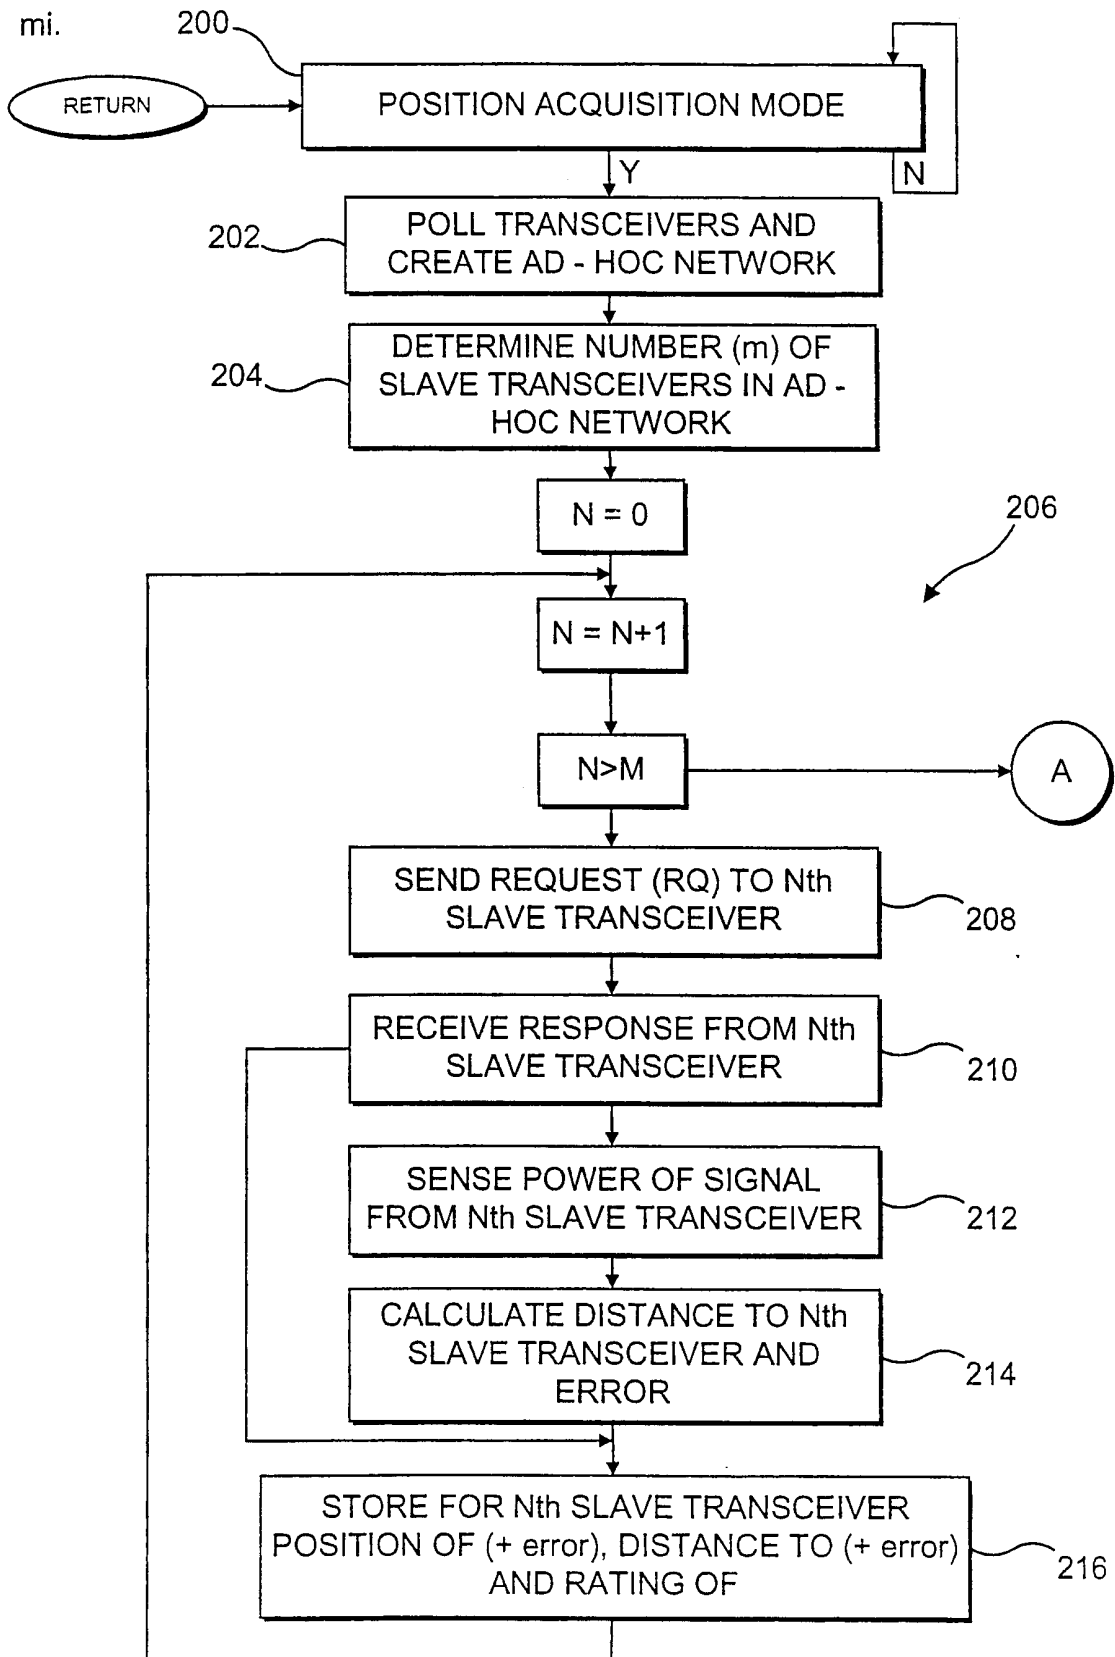 mi.
200
RETURN
POSITION ACQUISITION MODE
Y
N
202
POLL TRANSCEIVERS AND
CREATE AD - HOC NETWORK
204
DETERMINE NUMBER (m) OF
SLAVE TRANSCEIVERS IN AD -
HOC NETWORK
N = 0
206
N = N+1
N>M
A
SEND REQUEST (RQ) TO Nth
SLAVE TRANSCEIVER
208
RECEIVE RESPONSE FROM Nth
SLAVE TRANSCEIVER
210
SENSE POWER OF SIGNAL
FROM Nth SLAVE TRANSCEIVER
212
CALCULATE DISTANCE TO Nth
SLAVE TRANSCEIVER AND
ERROR
214
STORE FOR Nth SLAVE TRANSCEIVER
POSITION OF (+ error), DISTANCE TO (+ error)
AND RATING OF
216